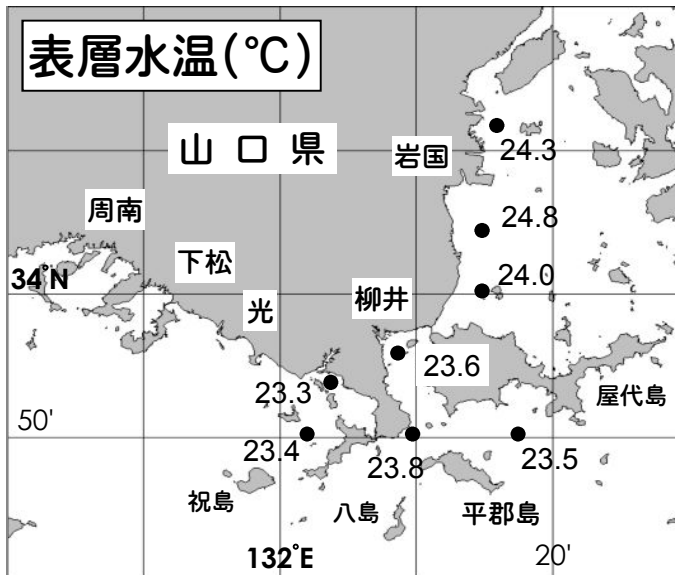 表層水温(℃)
山口県
岩国
24.3
周南
24.8
下松
24.0
34°N
光
柳井
23.6
23.3
屋代島
50'
23.4
23.8
23.5
祝島
八島
平郡島
132°E
20'